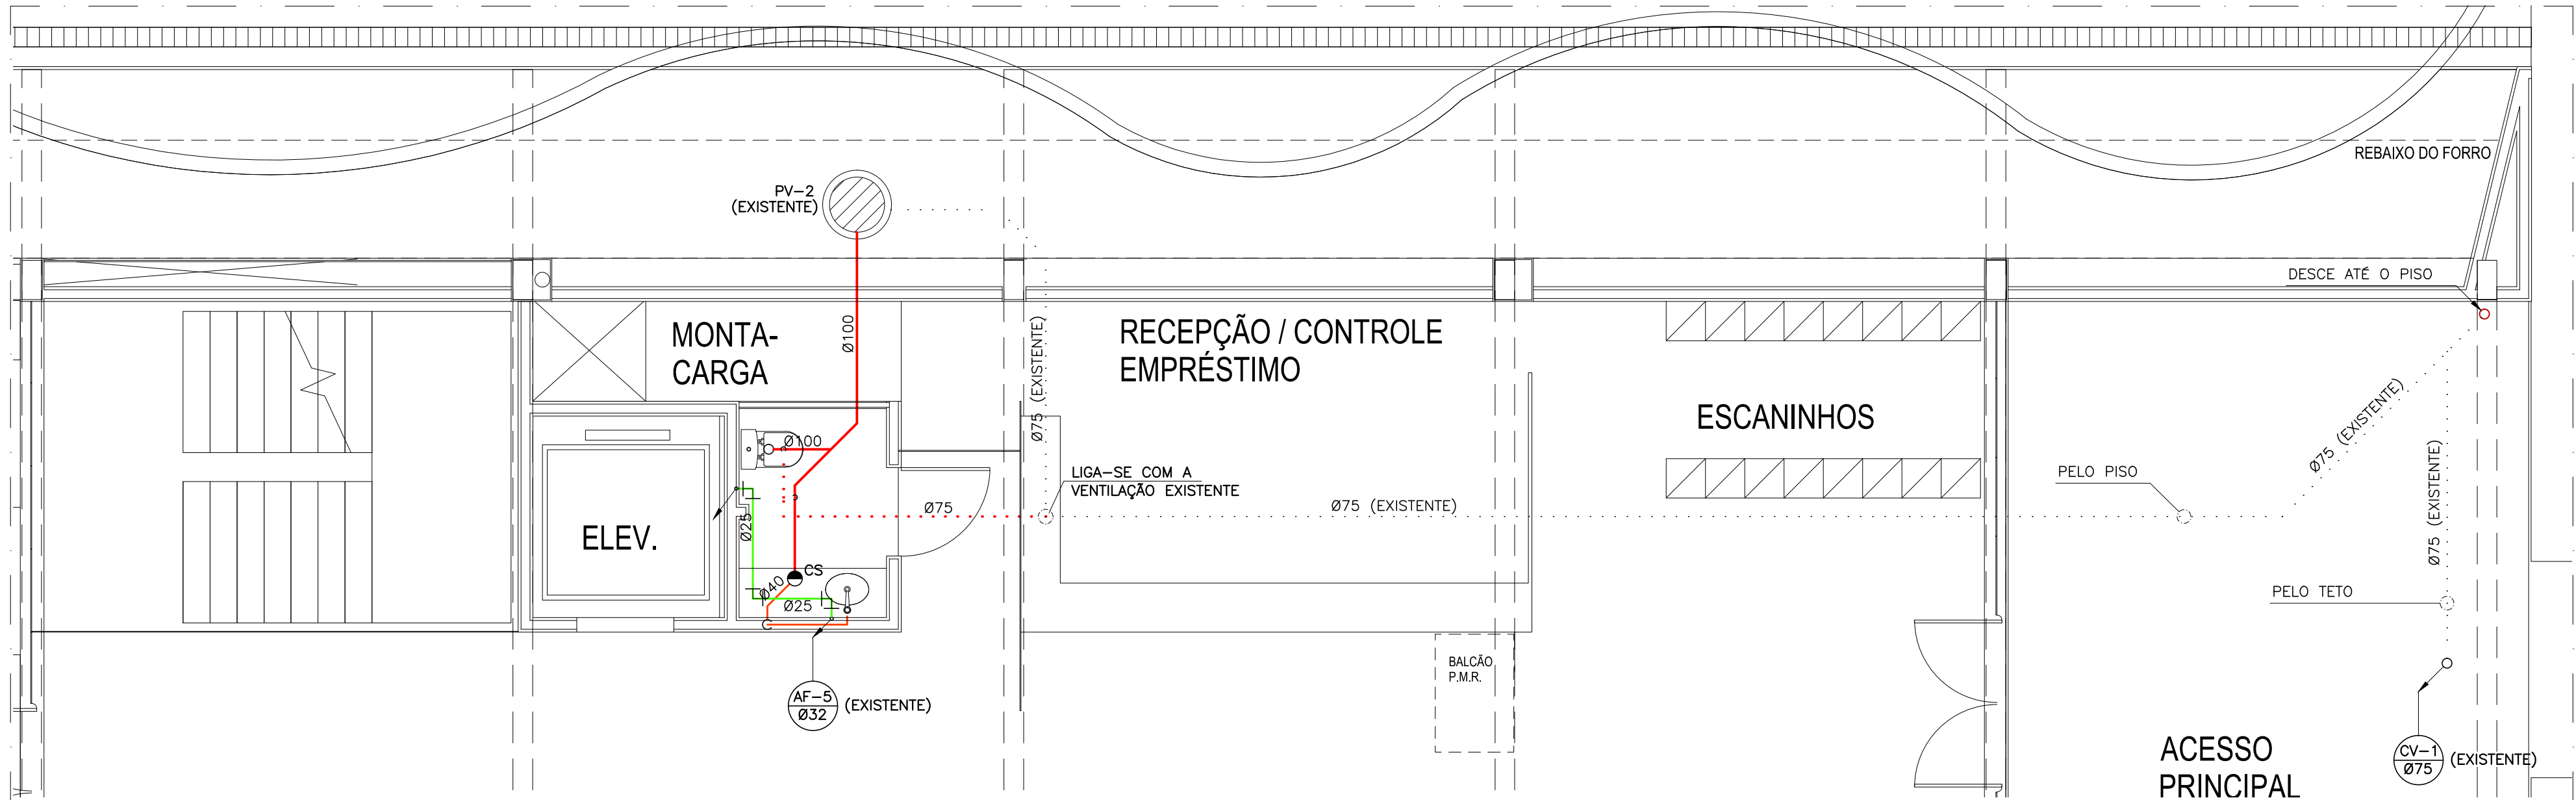 REBAIXO DO FORRO
PV-2
(EXISTENTE)
DESCE ATÉ O PISO
MONTA-
CARGA
Ø100
Ø75 (EXISTENTE)
RECEPÇÃO / CONTROLE
EMPRÉSTIMO
ESCANINHOS
Ø75 (EXISTENTE)
Ø100
LIGA-SE COM A
VENTILAÇÃO EXISTENTE
PELO PISO
Ø75 (EXISTENTE)
Ø75
Ø75 (EXISTENTE)
Ø25
ELEV.
CS
Ø40
Ø25
C
PELO TETO
BALCÃO
P.M.R.
AF-5
Ø32
(EXISTENTE)
ACESSO
PRINCIPAL
CV-1
Ø75
(EXISTENTE)